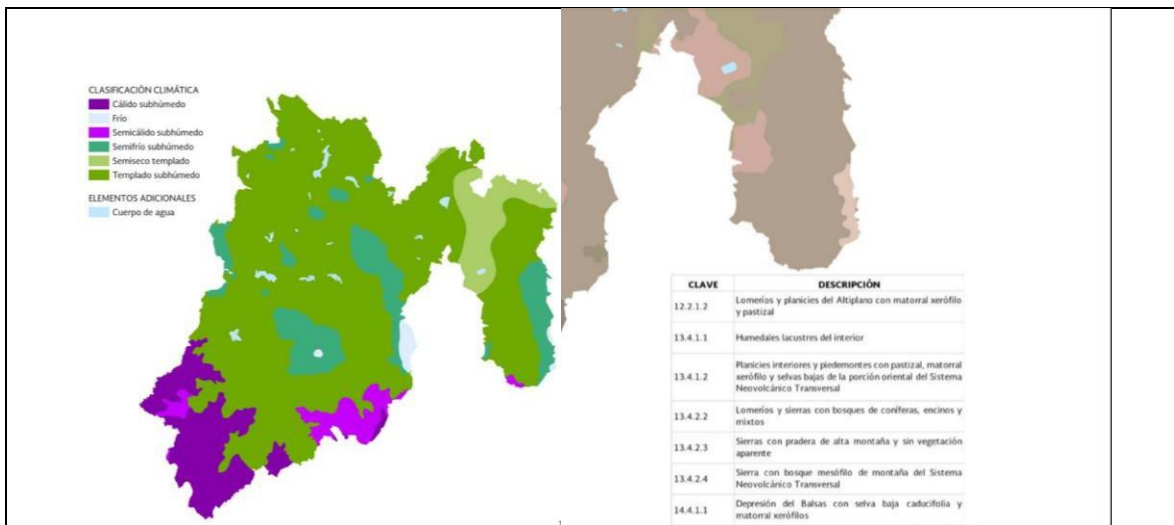 CLASIFICACIÓN CLIMÁTICA
Cálido subhúmedo
Frío
Semicálido subhúmedo
Semifrío subhúmedo
Semiseco templado
Templado subhúmedo
ELEMENTOS ADICIONALES
Cuerpo de agua
CLAVE DESCRIPCIÓN
12.2.1.2 Lomeríos y planicies del Altiplano con matorral xerófilo
y pastizal
13.4.1.1 Humedales lacustres del interior
13.4.1.2 Planicies interiores y piedemontes con pastizal, matorral
xerófilo y selvas bajas de la porción oriental del Sistema
Neovolcánico Transversal
13.4.2.2 Lomeríos y sierras con bosques de coníferas, encinos y
mixtos
13.4.2.3 Sierras con pradera de alta montaña y sin vegetación
aparente
13.4.2.4 Sierra con bosque mesófilo de montaña del Sistema
Neovolcánico Transversal
14.4.1.1 Depresión del Balsas con selva baja caducifolia y
matorral xerófilos